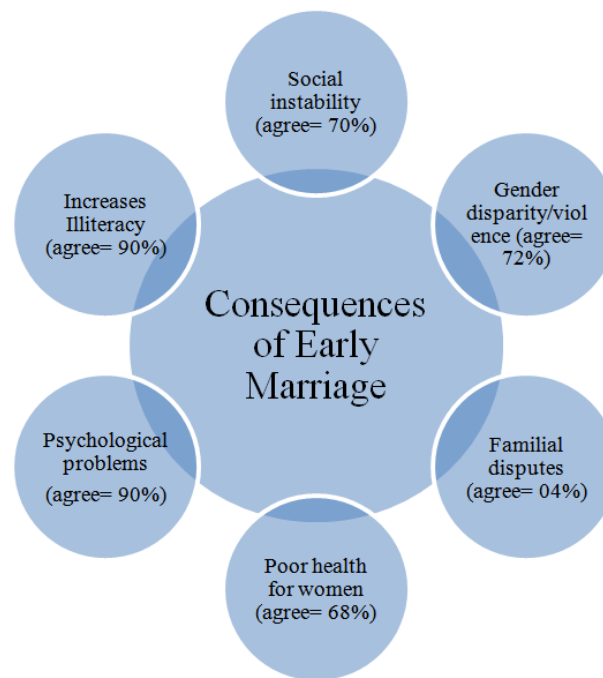 Social
instability
(agree= 70%)
Gender
disparity/viol
ence (agree=
72%)
Familial
disputes
(agree= 04%)
Poor health
for women
(agree= 68%)
Psychological
problems
(agree= 90%)
Increases
Illiteracy
(agree= 90%)
Consequences
of Early
Marriage